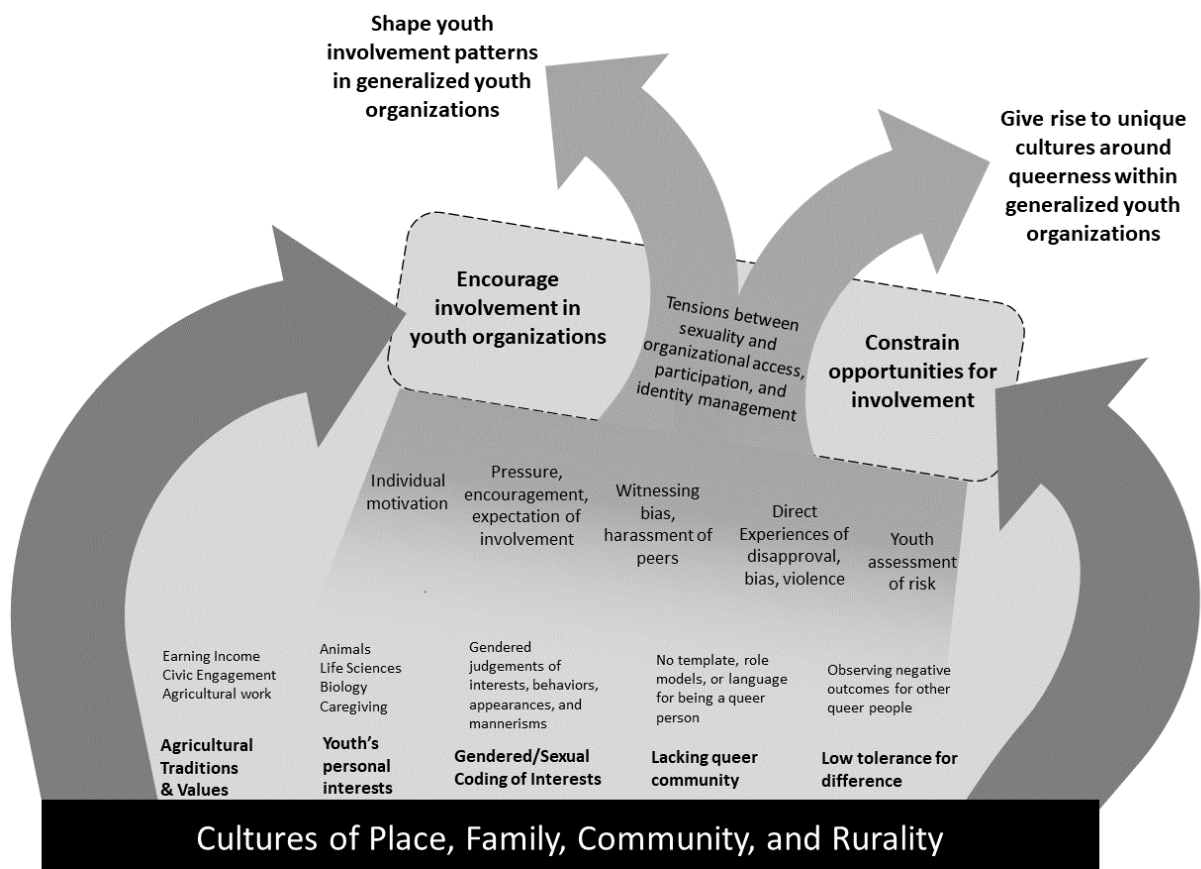 Shape youth
involvement patterns
in generalized youth
organizations
Give rise to unique
cultures around
queerness within
generalized youth
organizations
Encourage
involvement in
youth organizations
Tensions between
sexuality and
organizational access,
participation, and
identity management
Constrain
opportunities for
involvement
Individual
motivation
Pressure,
encouragement,
expectation of
involvement
Witnessing
bias,
harassment of
peers
Direct
Experiences of
disapproval,
bias, violence
Youth
assessment
of risk
Earning Income
Civic Engagement
Agricultural work
Animals
Life Sciences
Biology
Caregiving
Gendered
judgements of
interests, behaviors,
appearances, and
mannerisms
No template, role
models, or language
for being a queer
person
Observing negative
outcomes for other
queer people
Agricultural
Traditions
& Values
Youth’s
personal
interests
Gendered/Sexual
Coding of Interests
Lacking queer
community
Low tolerance for
difference
Cultures of Place, Family, Community, and Rurality